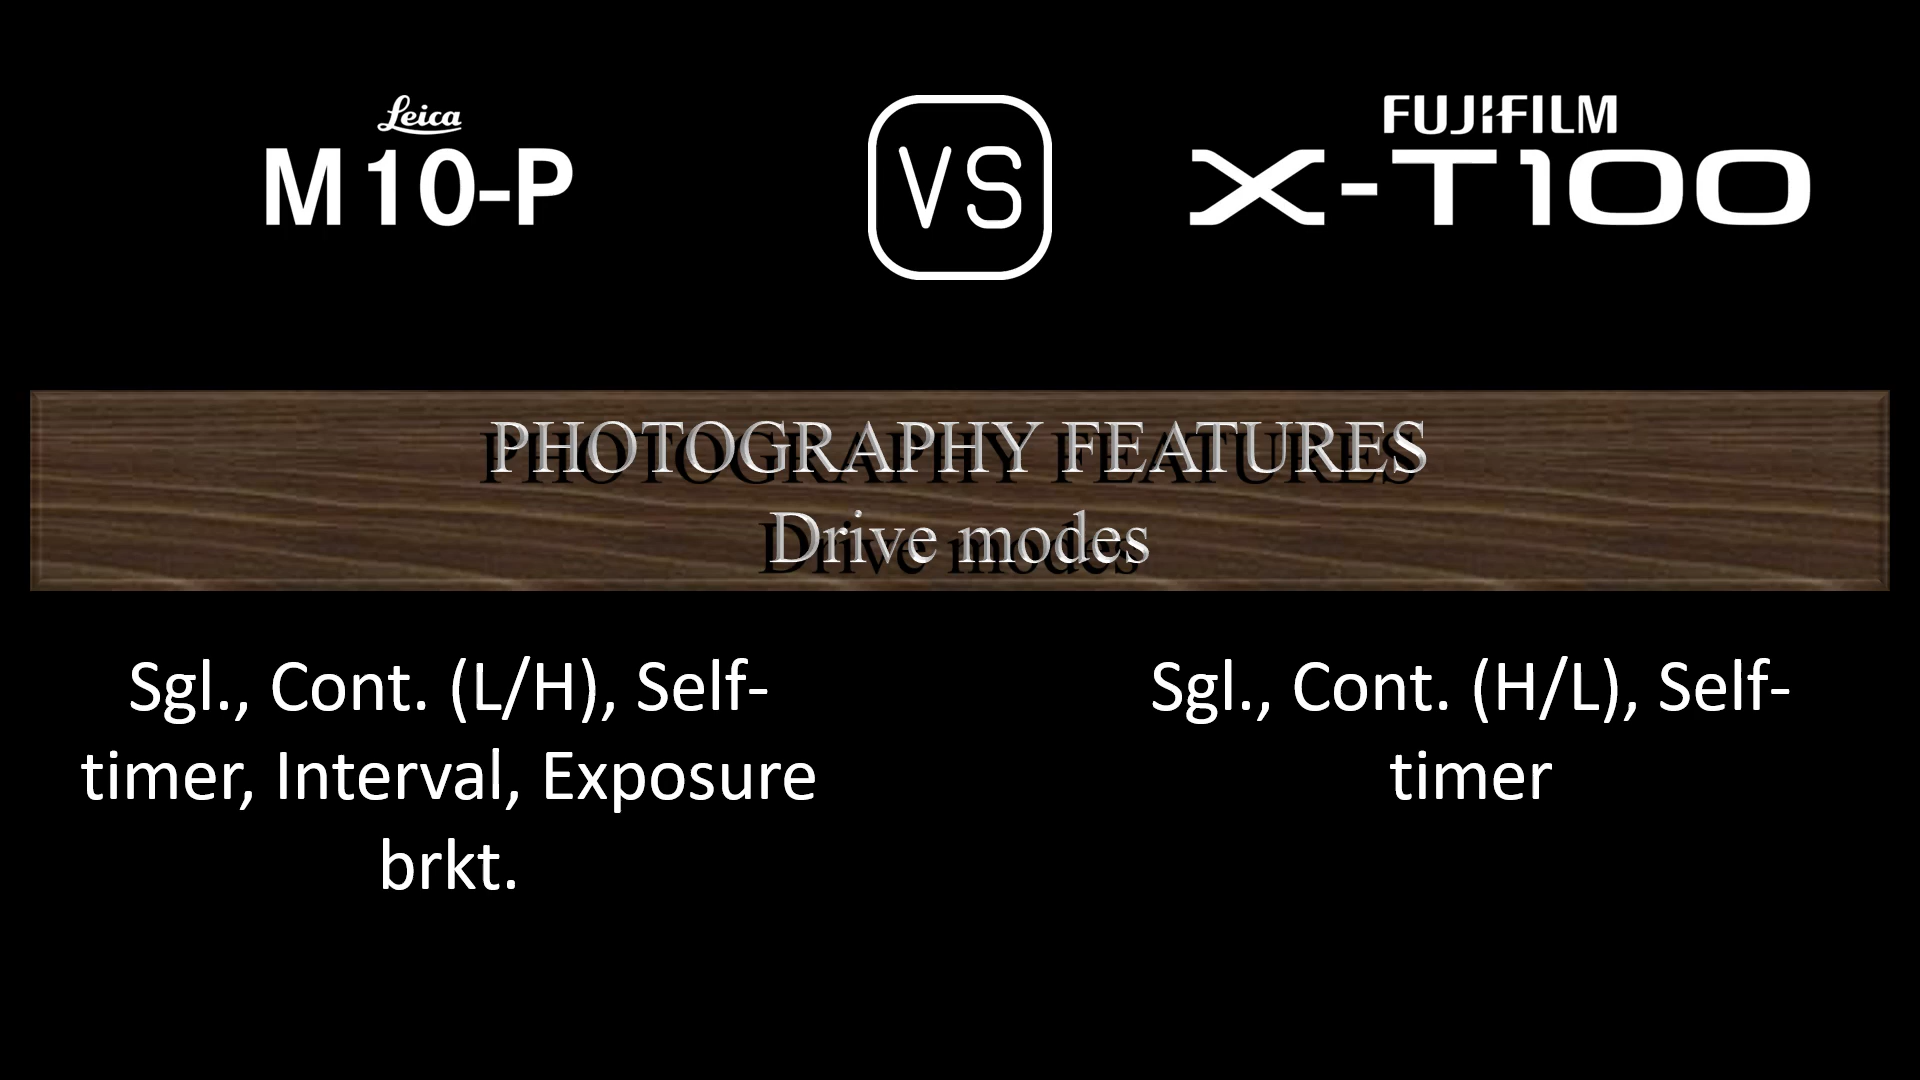 Leica
M10-P
VS
FUJIFILM
X-T100
PHOTOGRAPHY FEATURES
Drive modes
Sgl., Cont. (L/H), Self-
timer, Interval, Exposure
brkt.
Sgl., Cont. (H/L), Self-
timer